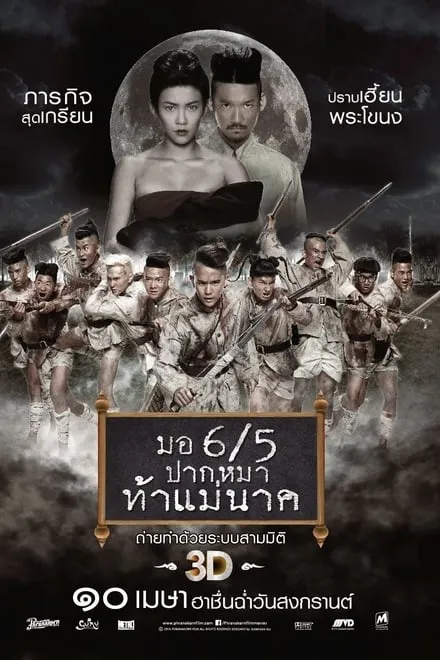 ภารกิจ
สุดเกรียน
ปราบเฮี้ยน
พระโขนง
มอ 6/5
ปากหมา
ท้าแม่นาค
ถ่ายทำด้วยระบบสามมิติ
3D
๑๐ เมษา ฮาชื่นฉ่ำวันสงกรานต์
www.phranakornfilm.com
/Phranakornfilmmovies
M